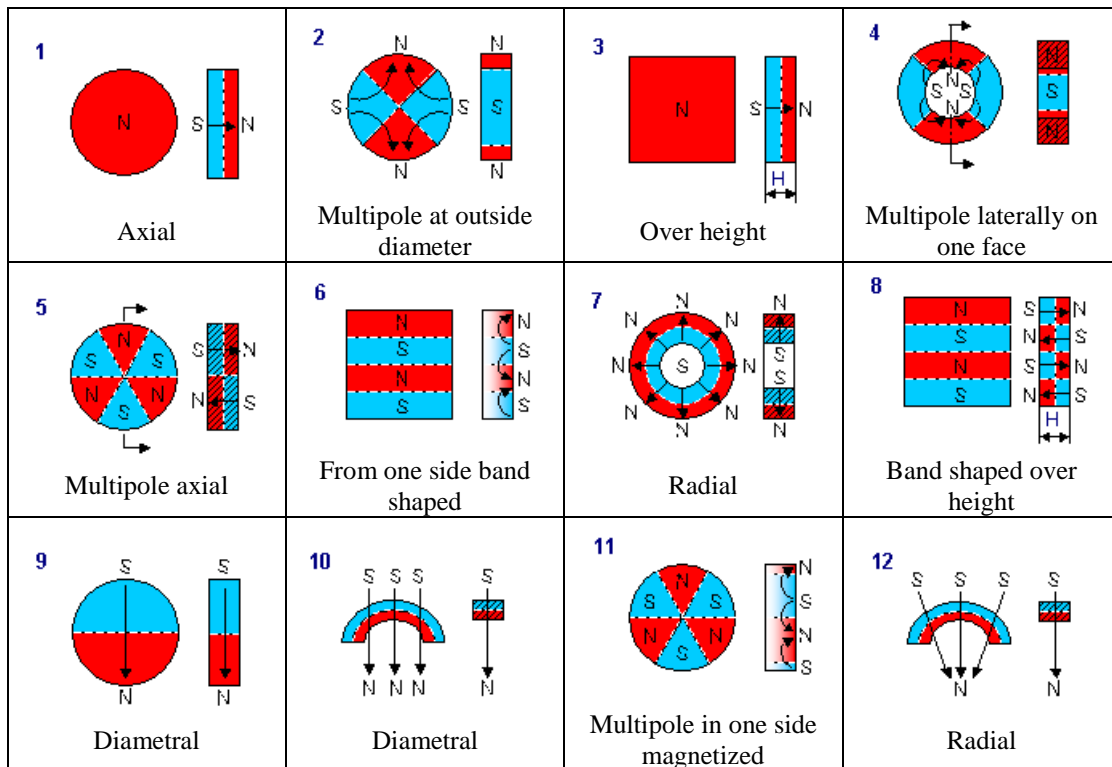 1
N
S N
Axial
2
N N
S S S
N N
Multipole at outside
diameter
3
N
S N
H
Over height
4
N
N
S S S
N
N
Multipole laterally on
one face
5
N
S S
S N
N N
N S
S
Multipole axial
6
N N
S S
N N
S S
From one side band
shaped
7
N N
N N
N S N S
S
N N
N N
Radial
8
N S N
S N S
N S N
S N S
H
Band shaped over
height
9
S S
N N
Diametral
10
S S S S
N N N N
Diametral
11
N N
S S S
N N N
S S
Multipole in one side
magnetized
12
S S S S
N N
Radial